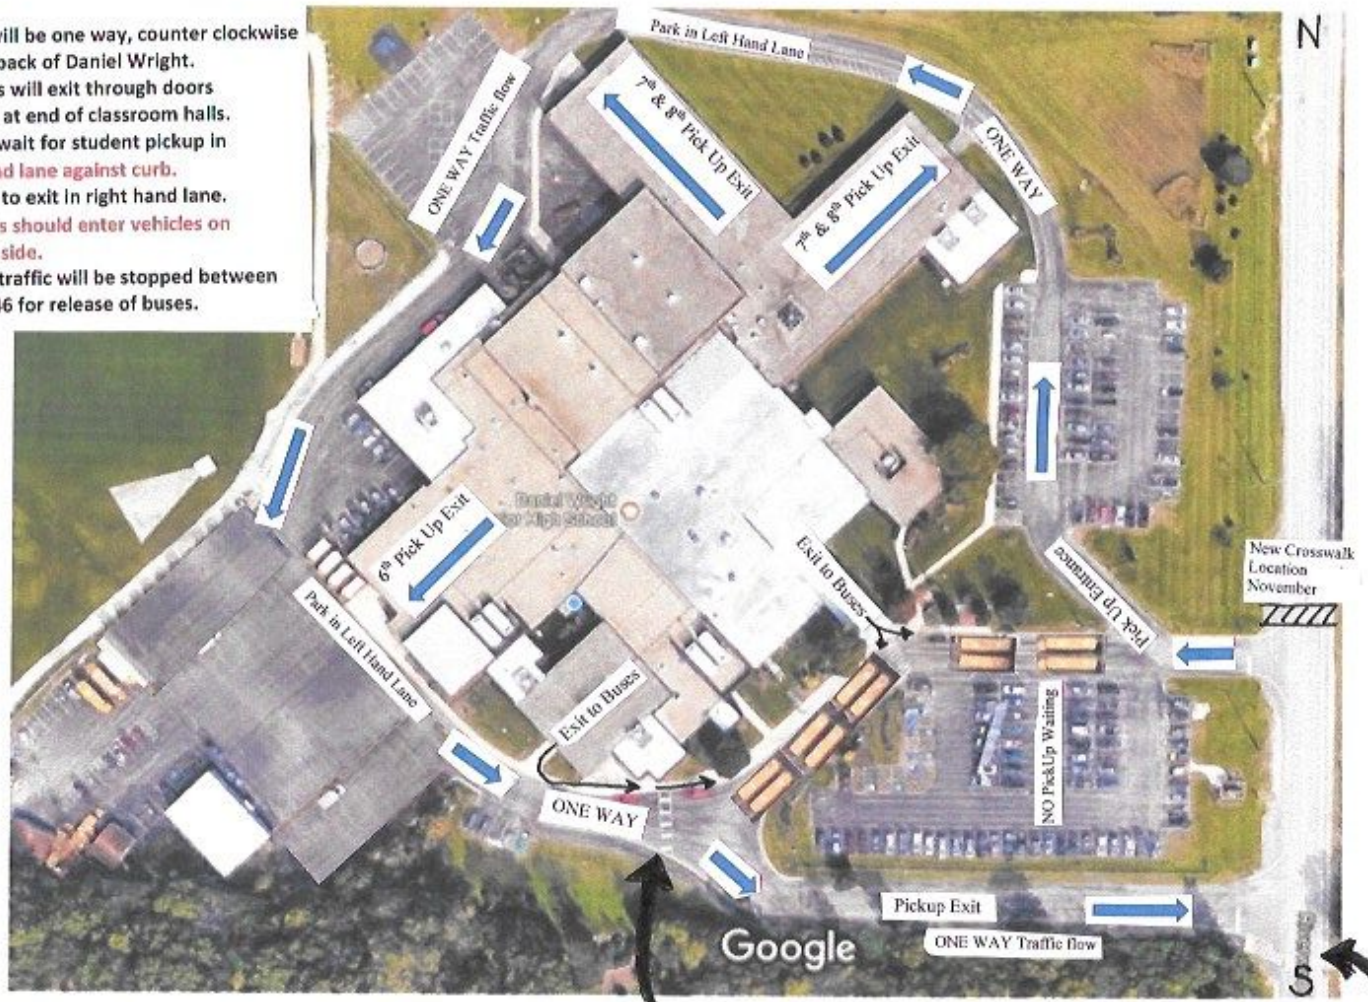 ill be one way, counter clockwise
back of Daniel Wright.
s will exit through doors
at end of classroom halls.
wait for student pickup in
d lane against curb.
to exit in right hand lane.
s should enter vehicles on
side.
traffic will be stopped between
46 for release of buses.
N
Park in Left Hand Lane
ONE WAY Traffic flow
7th & 8th Pick Up Exit
7th & 8th Pick Up Exit
ONE WAY
Daniel Wright
ior High School
6th Pick Up Exit
Exit to Buses
Pick Up Entrance
New Crosswalk
Location
November
Park in Left Hand Lane
Exit to Buses
NO PickUp Waiting
ONE WAY
Pickup Exit
ONE WAY Traffic flow
Google
S